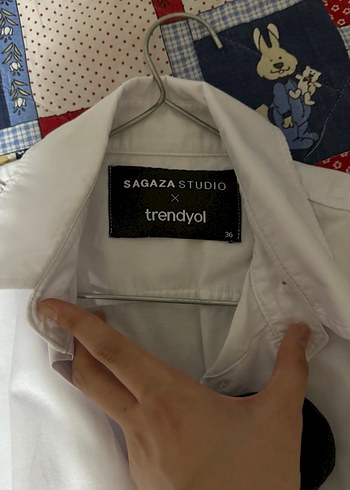 SAGAZA STUDIO
×
trendyol
36